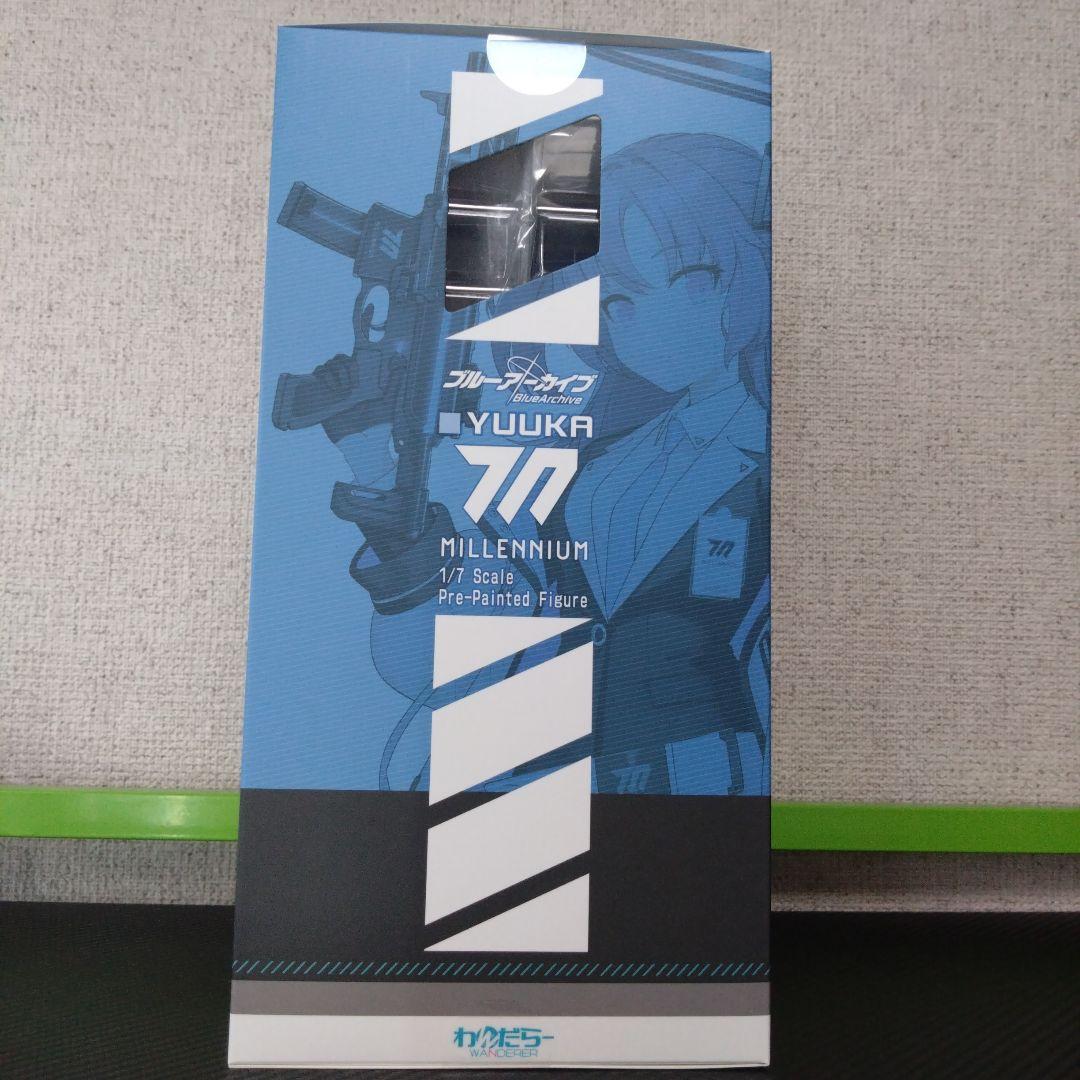 ブルーアーカイブ
BlueArchive
YUUKA
MILLENNIUM
1/7 Scale
Pre-Painted Figure
わんだらー
WANDERER